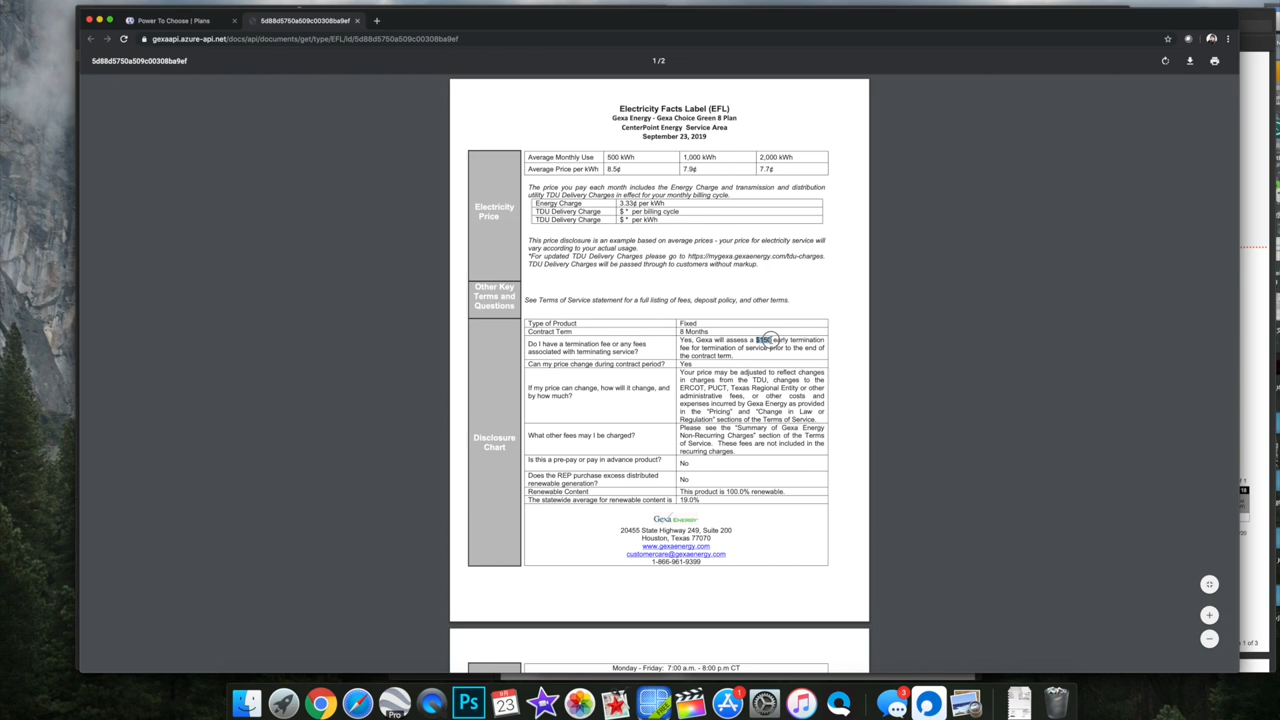 Power To Choose | Plans
5d88d5750a509c00308ba9ef
gexaapi.azure-api.net/docs/api/documents/get/type/EFL/id/5d88d5750a509c00308ba9ef
5d88d5750a509c00308ba9ef
1 / 2
Electricity Facts Label (EFL)
Gexa Energy - Gexa Choice Green 8 Plan
CenterPoint Energy Service Area
September 23, 2019
Electricity
Price
Average Monthly Use 500 kWh 1,000 kWh 2,000 kWh
Average Price per kWh 8.5¢ 7.9¢ 7.7¢
The price you pay each month includes the Energy Charge and transmission and distribution
utility TDU Delivery Charges in effect for your monthly billing cycle.
Energy Charge 3.33¢ per kWh
TDU Delivery Charge $ * per billing cycle
TDU Delivery Charge $ * per kWh
This price disclosure is an example based on average prices - your price for electricity service will
vary according to your actual usage.
*For updated TDU Delivery Charges please go to https://mygexa.gexaenergy.com/tdu-charges.
TDU Delivery Charges will be passed through to customers without markup.
Other Key
Terms and
Questions
See Terms of Service statement for a full listing of fees, deposit policy, and other terms.
Disclosure
Chart
Type of Product Fixed
Contract Term 8 Months
Do I have a termination fee or any fees
associated with terminating service?
Yes, Gexa will assess a $150 early termination
fee for termination of service prior to the end of
the contract term.
Can my price change during contract period? Yes
If my price can change, how will it change, and
by how much?
Your price may be adjusted to reflect changes
in charges from the TDU, changes to the
ERCOT, PUCT, Texas Regional Entity or other
administrative fees, or other costs and
expenses incurred by Gexa Energy as provided
in the "Pricing" and "Change in Law or
Regulation" sections of the Terms of Service.
What other fees may I be charged?
Please see the "Summary of Gexa Energy
Non-Recurring Charges" section of the Terms
of Service. These fees are not included in the
recurring charges.
Is this a pre-pay or pay in advance product? No
Does the REP purchase excess distributed
renewable generation?
No
Renewable Content This product is 100.0% renewable.
The statewide average for renewable content is 19.0%
Gexa ENERGY
20455 State Highway 249, Suite 200
Houston, Texas 77070
www.gexaenergy.com
customercare@gexaenergy.com
1-866-961-9399
Monday - Friday: 7:00 a.m. - 8:00 p.m CT
of 1
18
e 1 of 3
Pro
Ps
23
FREE
1
3